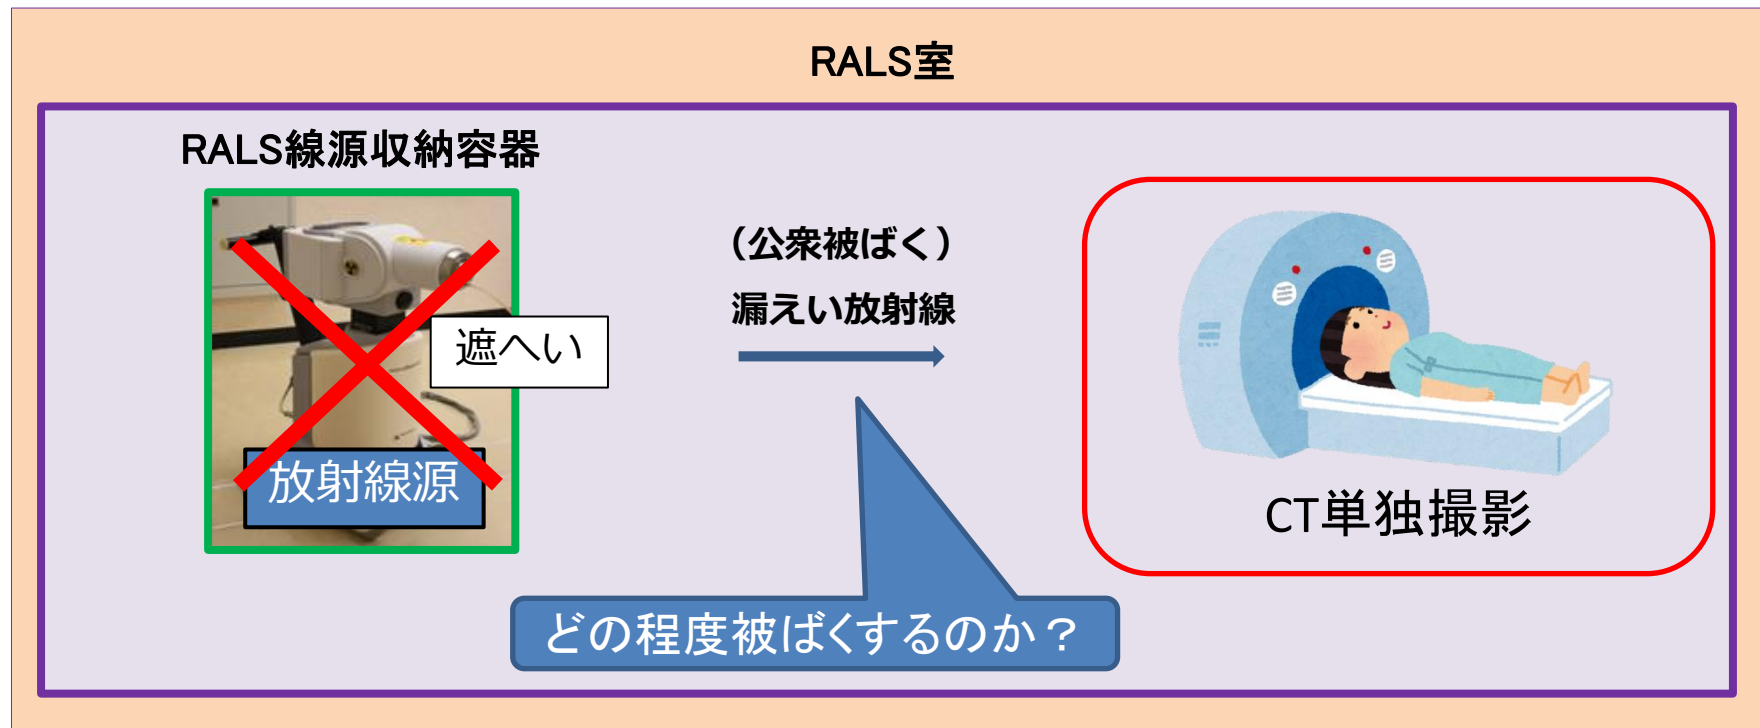 RALS室
RALS線源収納容器
遮へい
放射線源
(公衆被ばく)
漏えい放射線
CT単独撮影
どの程度被ばくするのか？